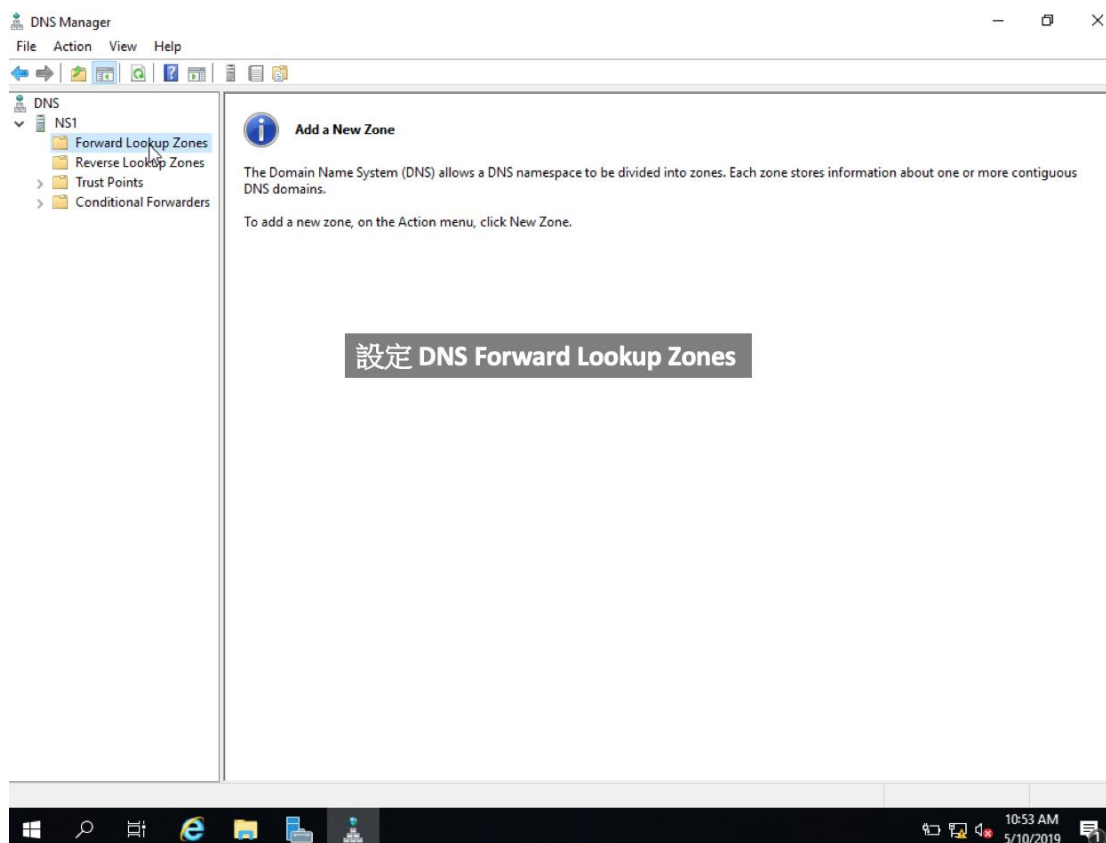 DNS Manager
File Action View Help
DNS
NS1
Forward Lookup Zones
Reverse Lookup Zones
Trust Points
Conditional Forwarders
Add a New Zone
The Domain Name System (DNS) allows a DNS namespace to be divided into zones. Each zone stores information about one or more contiguous
DNS domains.
To add a new zone, on the Action menu, click New Zone.
設定 DNS Forward Lookup Zones
10:53 AM
5/10/2019
1